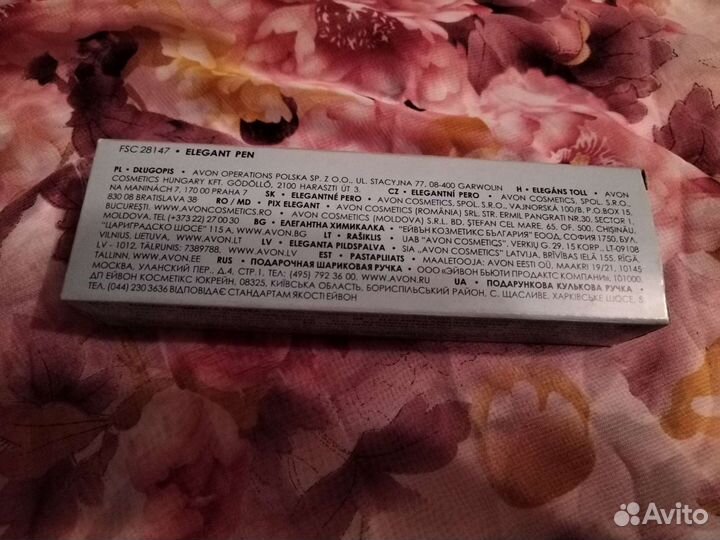 FSC 28147 • ELEGANT PEN
PL • DŁUGOPIS • AVON OPERATIONS POLSKA SP. Z O.O., UL. STACYJNA 77, 08-400 GARWOLIN H • ELEGÁNS TOLL • AVON
COSMETICS HUNGARY KFT. GÖDÖLLŐ, 2100 HARASZTI ÚT 3. CZ • ELEGANTNÍ PERO • AVON COSMETICS, SPOL. S R.O.,
NA MANINÁCH 7, 170 00 PRAHA 7 SK • ELEGANTNÉ PERO • AVON COSMETICS, SPOL. S R.O., VAJNORSKÁ 100/B, P.O.BOX 15,
830 08 BRATISLAVA 38 RO / MD • PIX ELEGANT • AVON COSMETICS (ROMÂNIA) SRL, STR. ERMIL PANGRATI NR.30, SECTOR 1,
BUCUREȘTI. WWW.AVONCOSMETICS.RO • AVON COSMETICS (MOLDOVA) S.R.L. BD. ȘTEFAN CEL MARE, 65, OF. 500, CHIȘINĂU,
MOLDOVA, TEL (+373 22) 27 00 30 BG • ЕЛЕГАНТНА ХИМИКАЛКА • "ЕЙВЪН КОЗМЕТИКС БЪЛГАРИЯ" ЕООД, СОФИЯ 1750, БУЛ.
"ЦАРИГРАДСКО ШОСЕ" 115 А, WWW.AVON.BG LT • RAŠIKLIS • UAB "AVON COSMETICS", VERKIŲ G. 29, 15 KORP. LT-09108
VILNIUS, LIETUVA, WWW.AVON.LT LV • ELEGANTA PILDSPALVA • SIA „AVON COSMETICS" LATVIJA, BRĪVĪBAS IELĀ 155, RĪGĀ,
LV - 1012, TĀLRUNIS: 7389788, WWW.AVON.LV EST • PASTAPLIIATS • MAALETOOJA: AVON EESTI OÜ, MAAKRI 19/21, 10145
TALLINN, WWW.AVON.EE RUS • ПОДАРОЧНАЯ ШАРИКОВАЯ РУЧКА • ООО «ЭЙВОН БЬЮТИ ПРОДАКТС КОМПАНИ», 101000,
МОСКВА, УЛАНСКИЙ ПЕР., Д.4, СТР.1, ТЕЛ: (495) 792 36 00, WWW.AVON.RU UA • ПОДАРУНКОВА КУЛЬКОВА РУЧКА •
ДП ЕЙВОН КОСМЕТІКС ЮКРЕЙН, 08325, КИЇВСЬКА ОБЛАСТЬ, БОРИСПІЛЬСЬКИЙ РАЙОН, С. ЩАСЛИВЕ, ХАРКІВСЬКЕ ШОСЕ, 5
ТЕЛ. (044) 230 3636 ВІДПОВІДАЄ СТАНДАРТАМ ЯКОСТІ ЕЙВОН
Avito